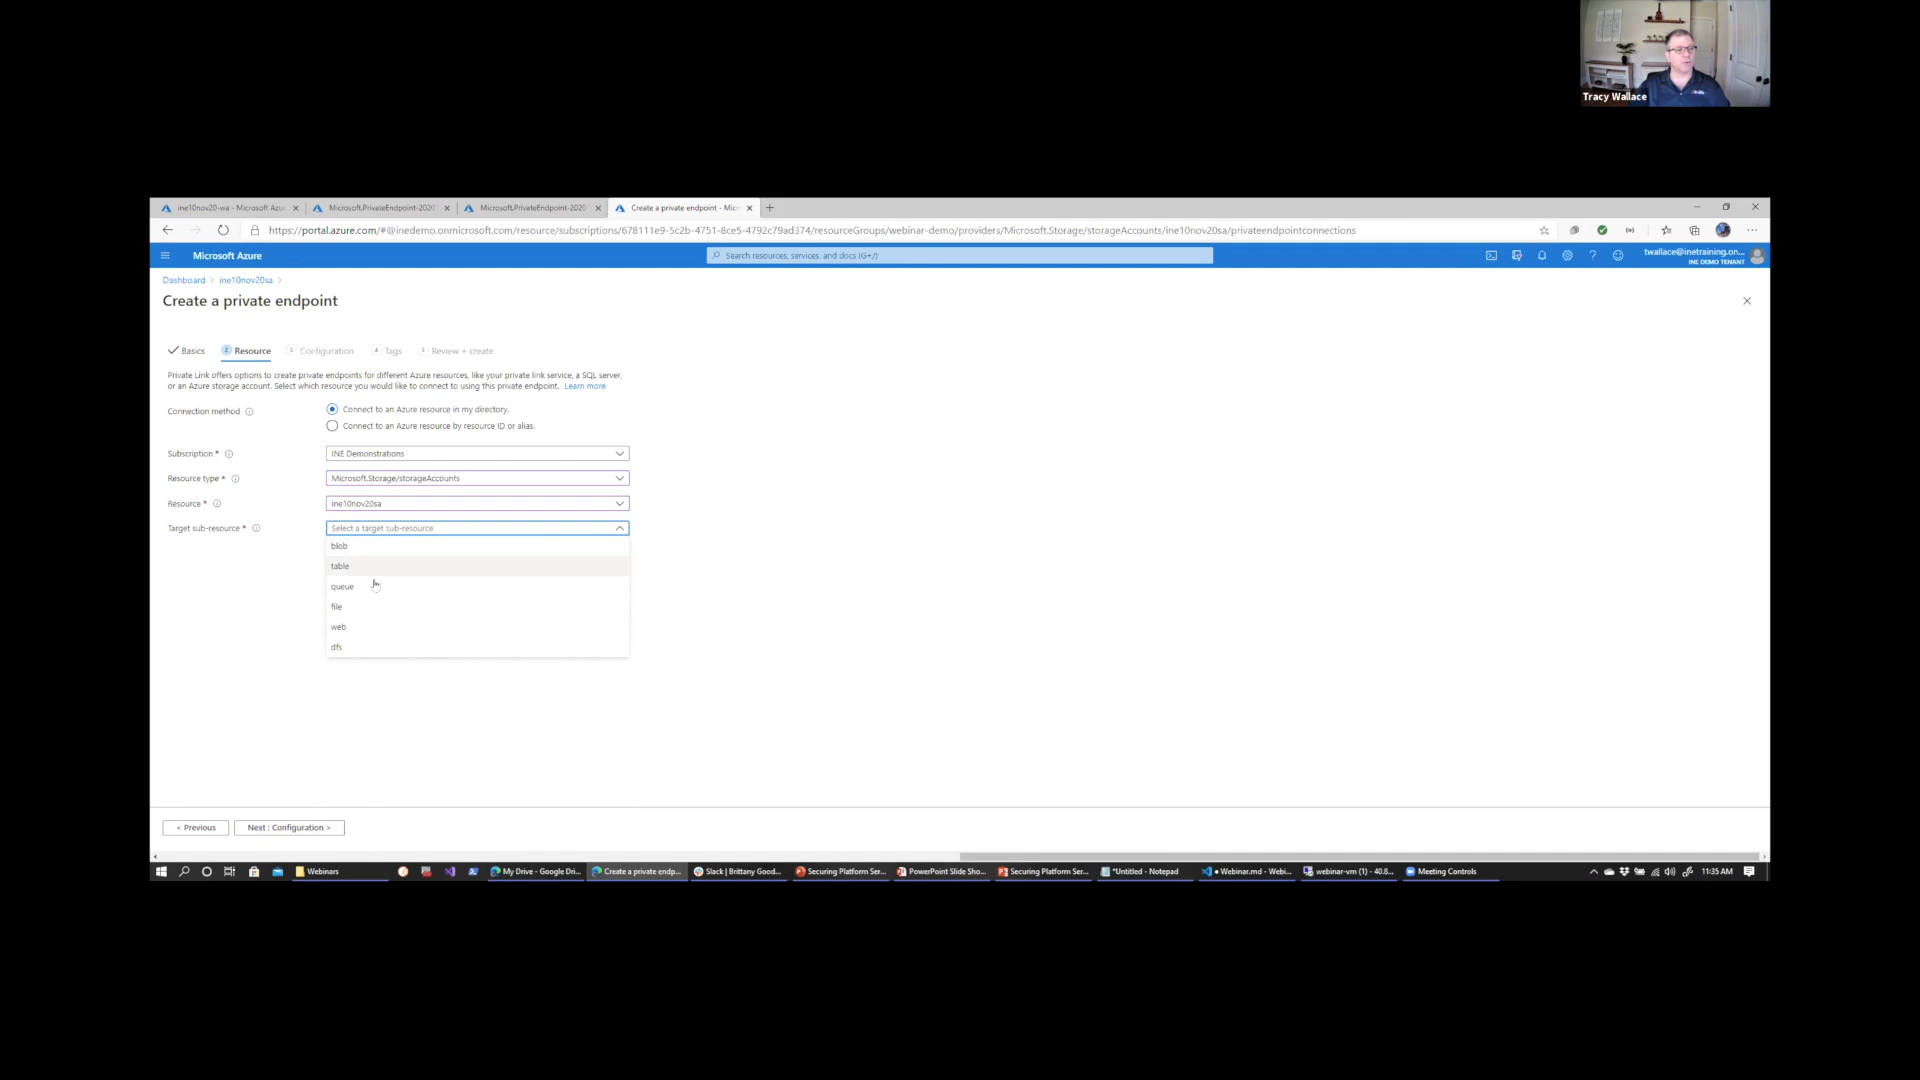 Tracy Wallace
ine10nov20-wa - Microsoft Azu
Microsoft.PrivateEndpoint-2020
Microsoft.PrivateEndpoint-2020
Create a private endpoint - Micr
https://portal.azure.com/#@inedemo.onmicrosoft.com/resource/subscriptions/678111e9-5c2b-4751-8ce5-4792c79ad374/resourceGroups/webinar-demo/providers/Microsoft.Storage/storageAccounts/ine10nov20sa/privateendpointconnections
Microsoft Azure
Search resources, services, and docs (G+/)
twallace@inetraining.on...
INE DEMO TENANT
Dashboard > ine10nov20sa >
Create a private endpoint
Basics
2 Resource
3 Configuration
4 Tags
5 Review + create
Private Link offers options to create private endpoints for different Azure resources, like your private link service, a SQL server,
or an Azure storage account. Select which resource you would like to connect to using this private endpoint. Learn more
Connection method
Connect to an Azure resource in my directory.
Connect to an Azure resource by resource ID or alias.
Subscription *
INE Demonstrations
Resource type *
Microsoft.Storage/storageAccounts
Resource *
ine10nov20sa
Target sub-resource *
Select a target sub-resource
blob
table
queue
file
web
dfs
< Previous
Next : Configuration >
Webinars
My Drive - Google Dri...
Create a private endp...
Slack | Brittany Good...
Securing Platform Ser...
PowerPoint Slide Sho...
Securing Platform Ser...
*Untitled - Notepad
● Webinar.md - Webi...
webinar-vm (1) - 40.8...
Meeting Controls
11:35 AM